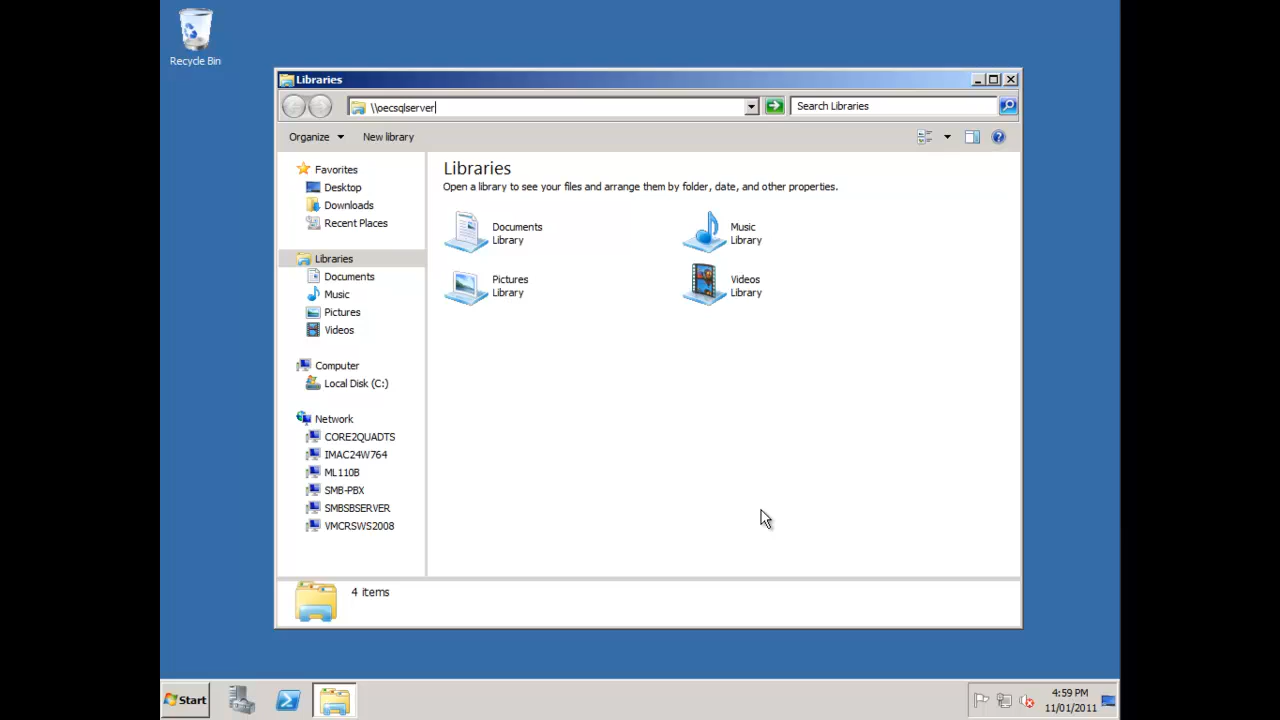 Recycle Bin
Libraries
\\oecsqlserver
Search Libraries
Organize
New library
Favorites
Desktop
Downloads
Recent Places
Libraries
Documents
Music
Pictures
Videos
Computer
Local Disk (C:)
Network
CORE2QUADTS
IMAC24W764
ML110B
SMB-PBX
SMBSBSERVER
VMCRSWS2008
Libraries
Open a library to see your files and arrange them by folder, date, and other properties.
Documents
Library
Music
Library
Pictures
Library
Videos
Library
4 items
Start
4:59 PM
11/01/2011